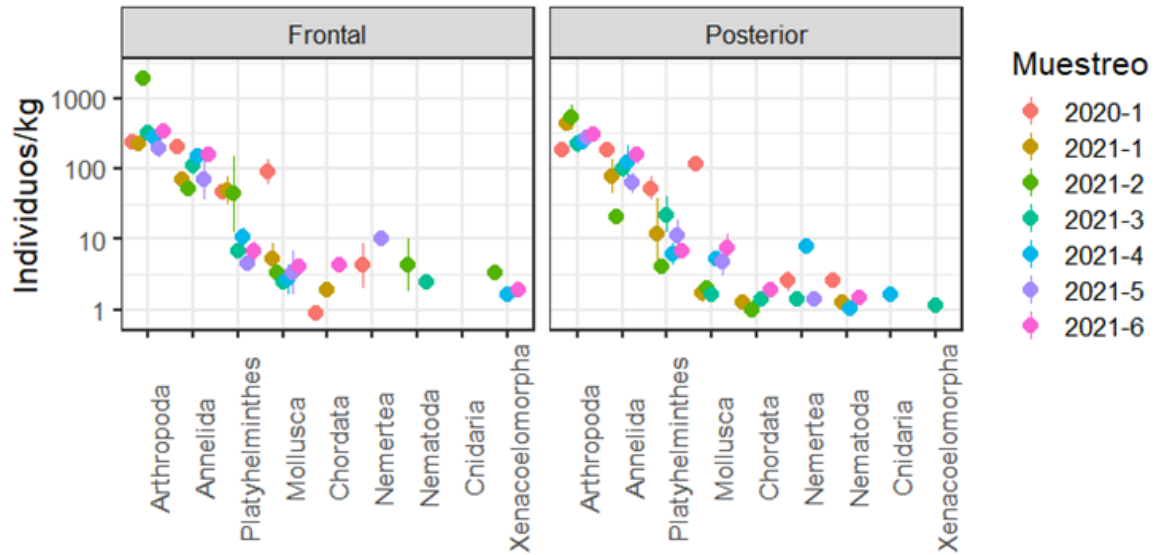 Frontal
Posterior
Individuos/kg
1000
100
10
1
Arthropoda
Annelida
Platyhelminthes
Mollusca
Chordata
Nemertea
Nematoda
Cnidaria
Xenacoelomorpha
Arthropoda
Annelida
Platyhelminthes
Mollusca
Chordata
Nemertea
Nematoda
Cnidaria
Xenacoelomorpha
Muestreo
2020-1
2021-1
2021-2
2021-3
2021-4
2021-5
2021-6